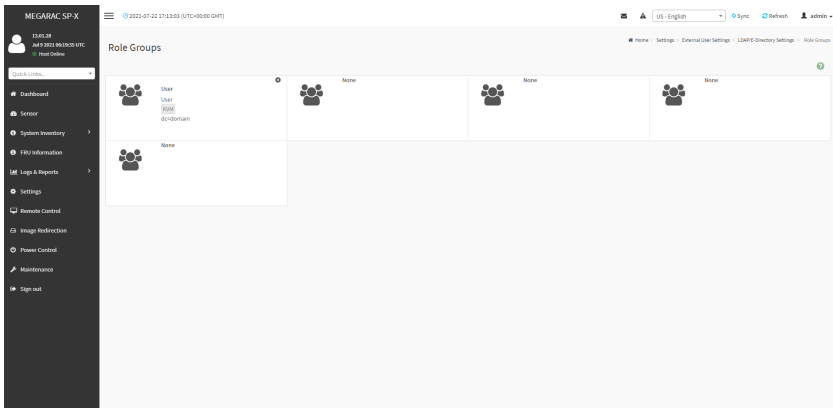 MEGARAC SP-X
2021-07-22 17:13:03 (UTC+00:00 GMT)
US - English
Sync
Refresh
admin
13.01.28
Jul 9 2021 06:19:35 UTC
Host Online
Quick Links...
Dashboard
Sensor
System Inventory
FRU Information
Logs & Reports
Settings
Remote Control
Image Redirection
Power Control
Maintenance
Sign out
Role Groups
Home > Settings > External User Settings > LDAP/E-Directory Settings > Role Groups
User
User
KVM
dc=domain
None
None
None
None